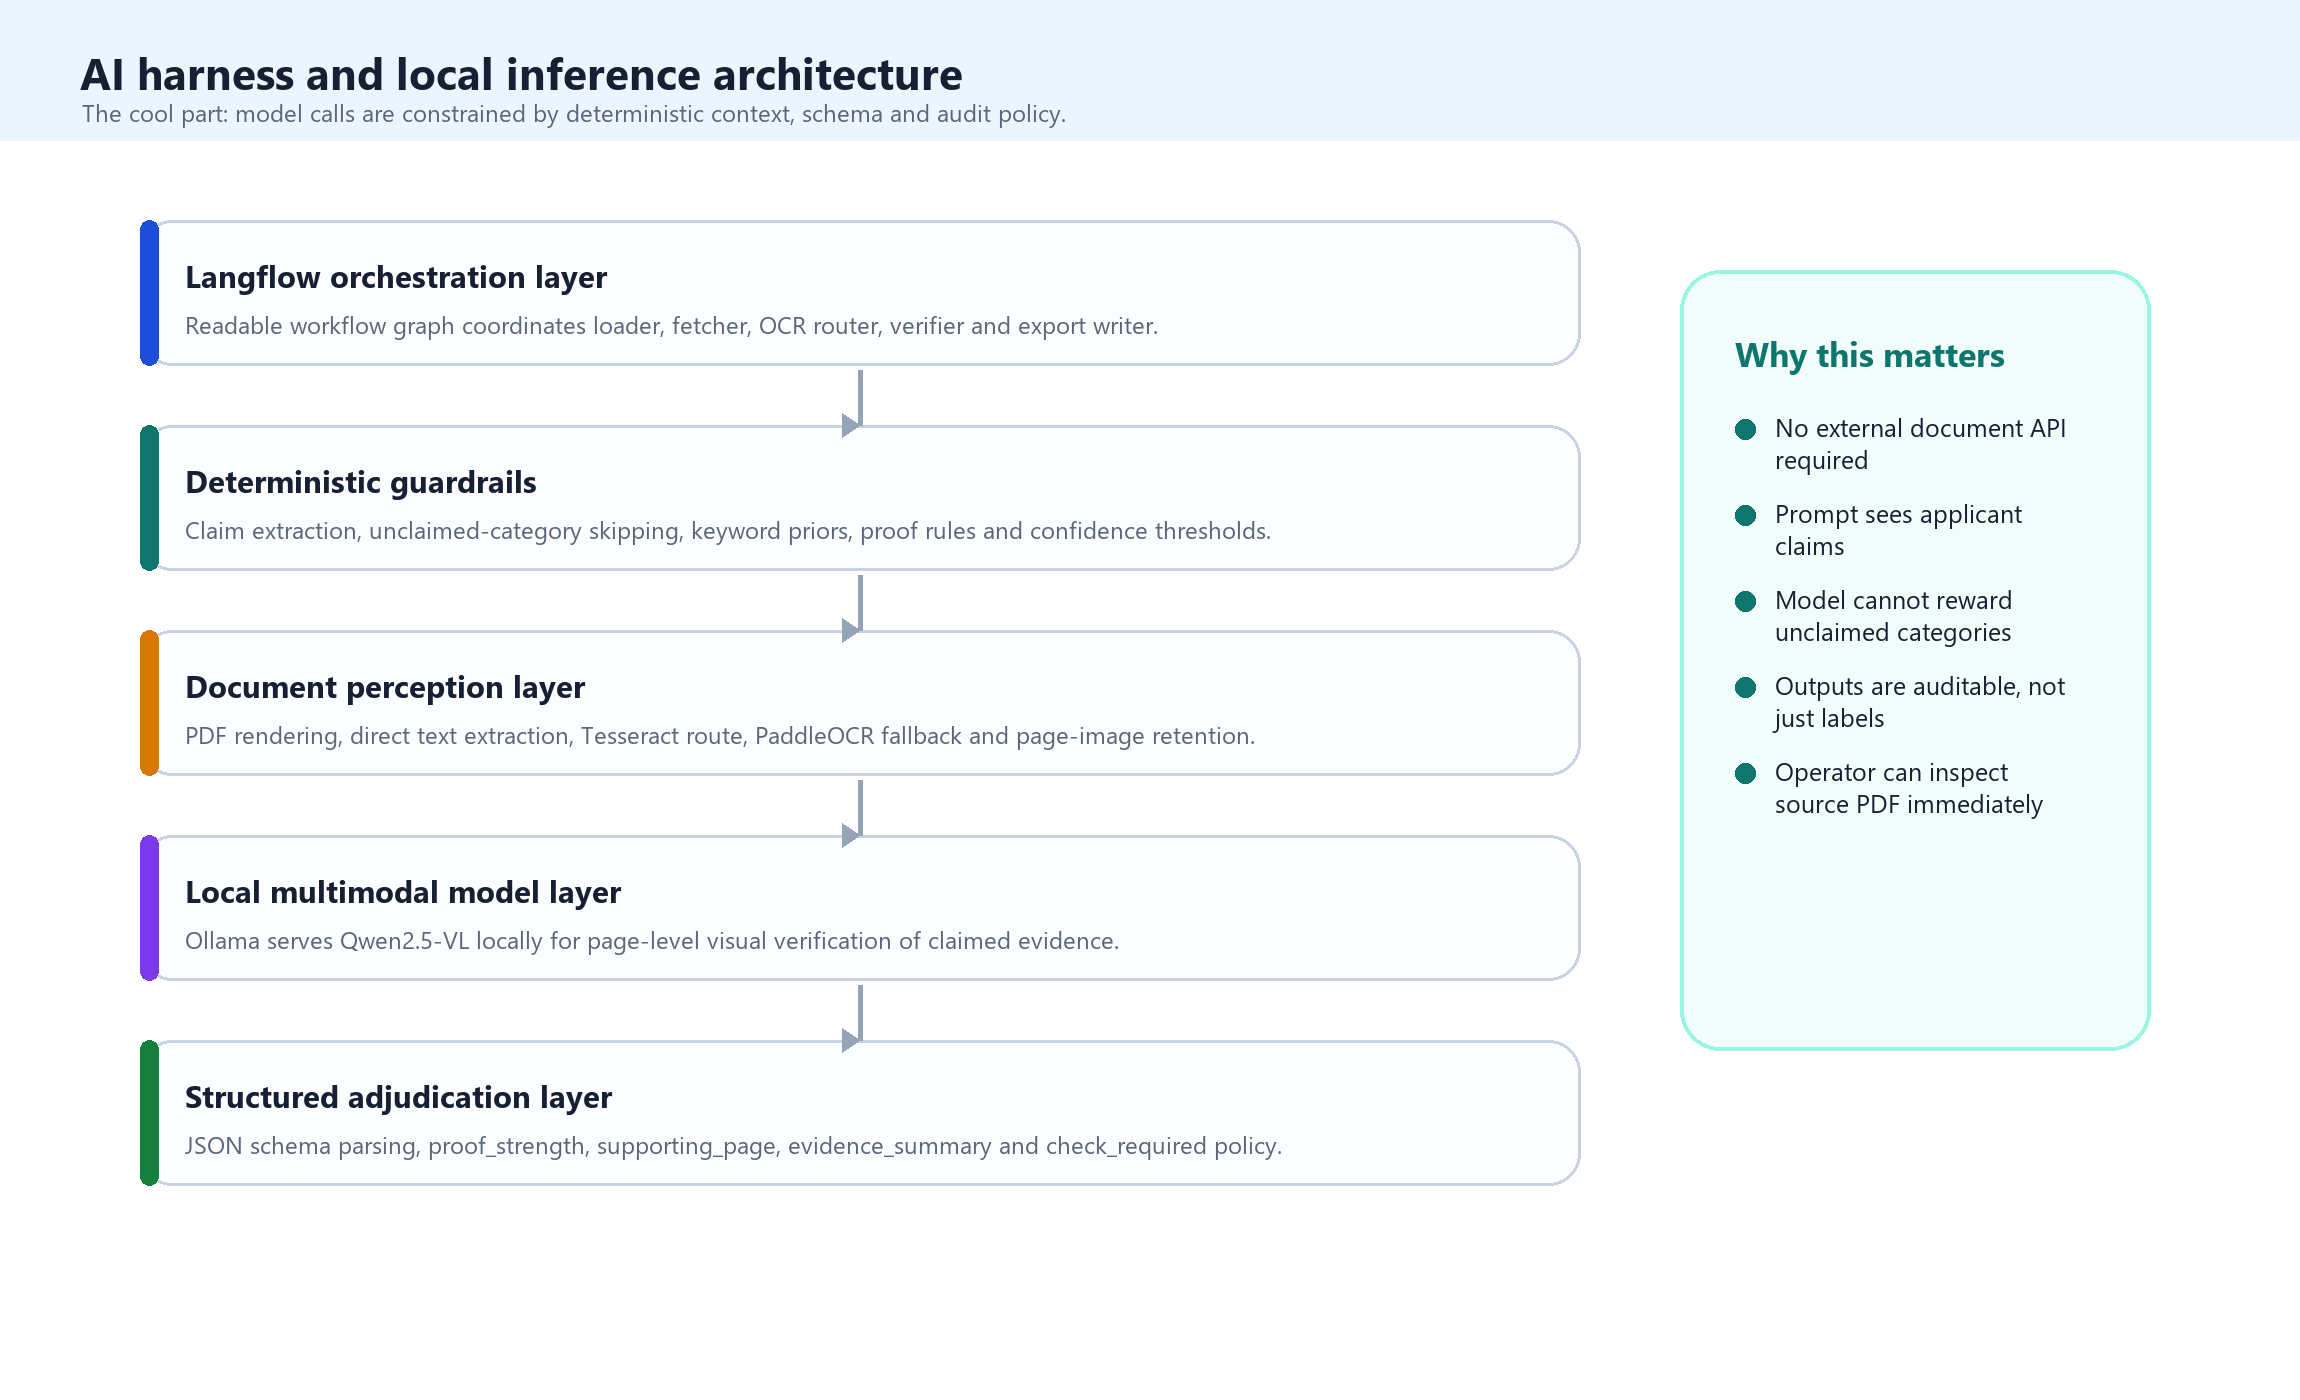 AI harness and local inference architecture
The cool part: model calls are constrained by deterministic context, schema and audit policy.
Langflow orchestration layer
Readable workflow graph coordinates loader, fetcher, OCR router, verifier and export writer.
Deterministic guardrails
Claim extraction, unclaimed-category skipping, keyword priors, proof rules and confidence thresholds.
Document perception layer
PDF rendering, direct text extraction, Tesseract route, PaddleOCR fallback and page-image retention.
Local multimodal model layer
Ollama serves Qwen2.5-VL locally for page-level visual verification of claimed evidence.
Structured adjudication layer
JSON schema parsing, proof_strength, supporting_page, evidence_summary and check_required policy.
Why this matters
No external document API
required
Prompt sees applicant
claims
Model cannot reward
unclaimed categories
Outputs are auditable, not
just labels
Operator can inspect
source PDF immediately